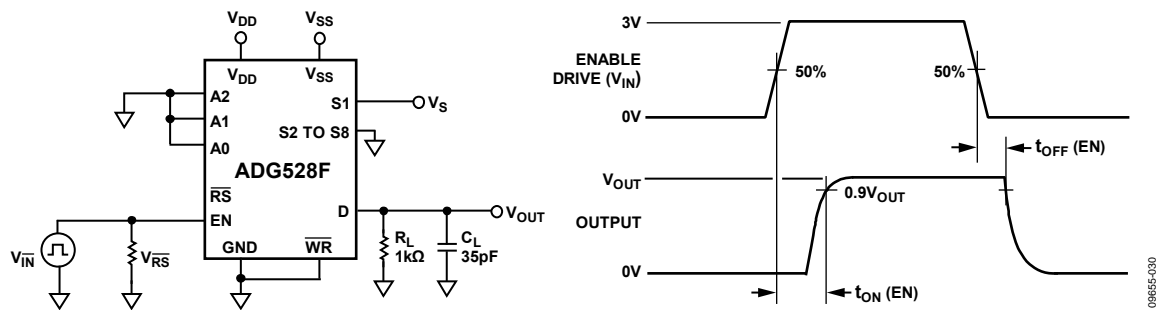 VDD
VSS
VDD
VSS
A2
A1
A0
S1
VS
S2 TO S8
ADG528F
RS
EN
D
VOUT
GND
WR
VIN
VRS
RL
1kΩ
CL
35pF
3V
ENABLE
DRIVE (VIN)
50%
50%
0V
tOFF (EN)
VOUT
0.9VOUT
OUTPUT
0V
tON (EN)
09655-030